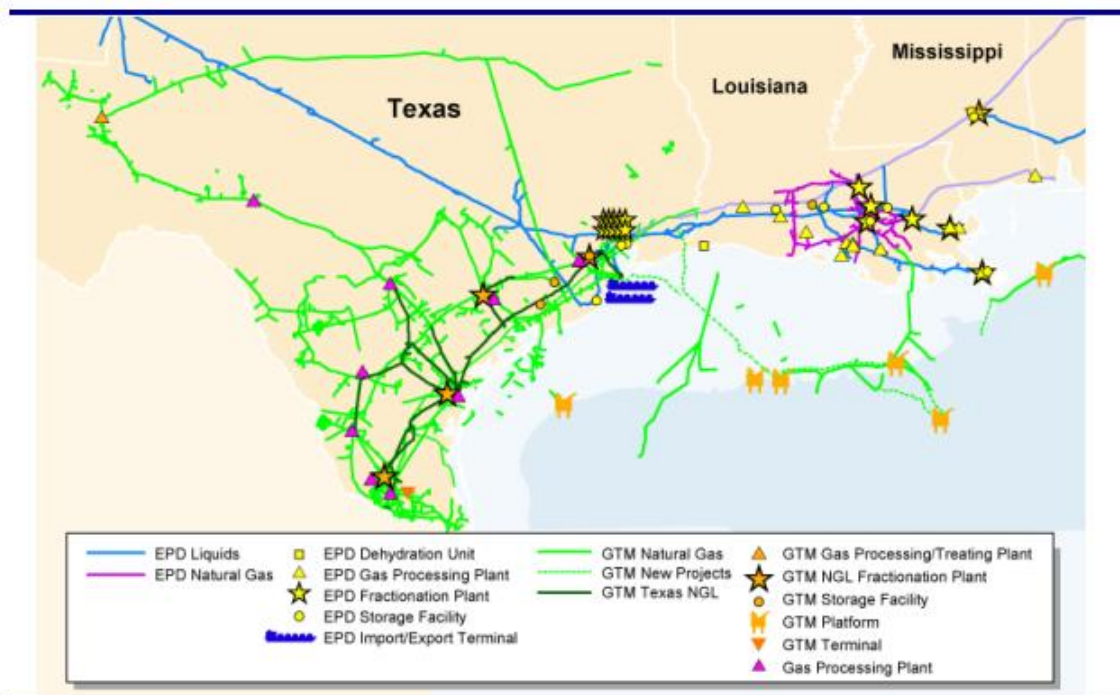 Mississippi
Louisiana
Texas
EPD Liquids
EPD Natural Gas
EPD Dehydration Unit
EPD Gas Processing Plant
EPD Fractionation Plant
EPD Storage Facility
EPD Import/Export Terminal
GTM Natural Gas
GTM New Projects
GTM Texas NGL
GTM Gas Processing/Treating Plant
GTM NGL Fractionation Plant
GTM Storage Facility
GTM Platform
GTM Terminal
Gas Processing Plant